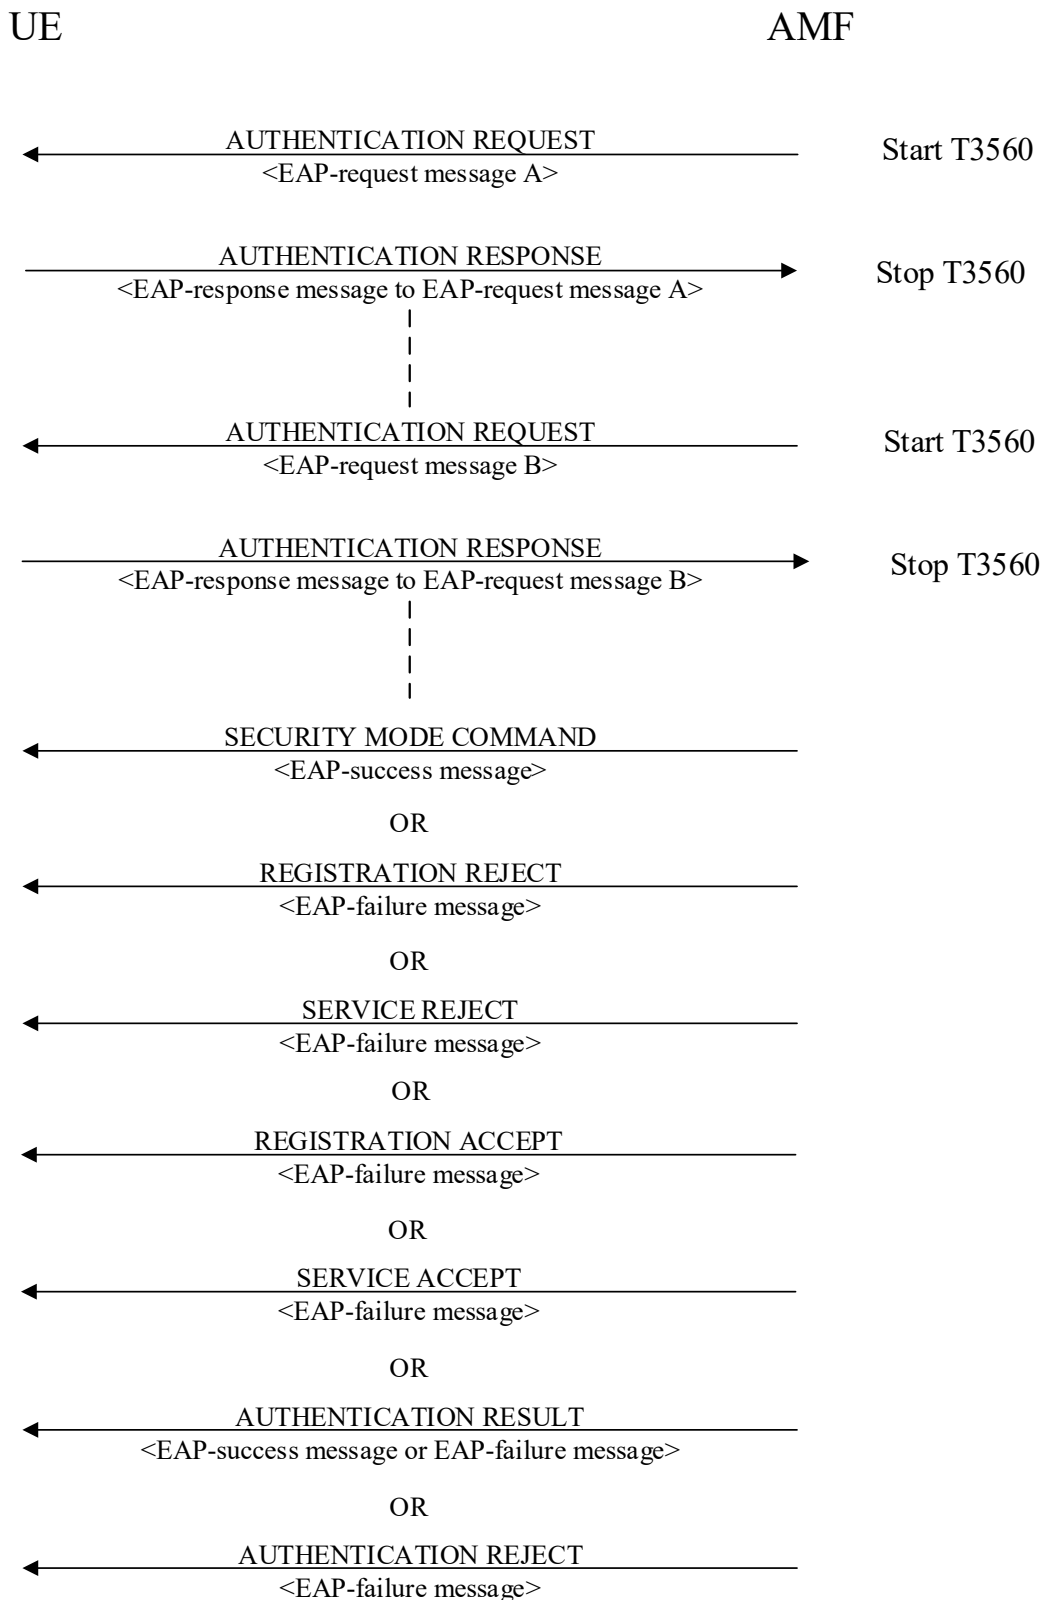 UE AMF
AUTHENTICATION REQUEST Start T3560
<EAP-request message A>
AUTHENTICATION RESPONSE Stop T3560
<EAP-response message to EAP-request message A>
AUTHENTICATION REQUEST Start T3560
<EAP-request message B>
AUTHENTICATION RESPONSE Stop T3560
<EAP-response message to EAP-request message B>
SECURITY MODE COMMAND
<EAP-success message>
OR
REGISTRATION REJECT
<EAP-failure message>
OR
SERVICE REJECT
<EAP-failure message>
OR
REGISTRATION ACCEPT
<EAP-failure message>
OR
SERVICE ACCEPT
<EAP-failure message>
OR
AUTHENTICATION RESULT
<EAP-success message or EAP-failure message>
OR
AUTHENTICATION REJECT
<EAP-failure message>